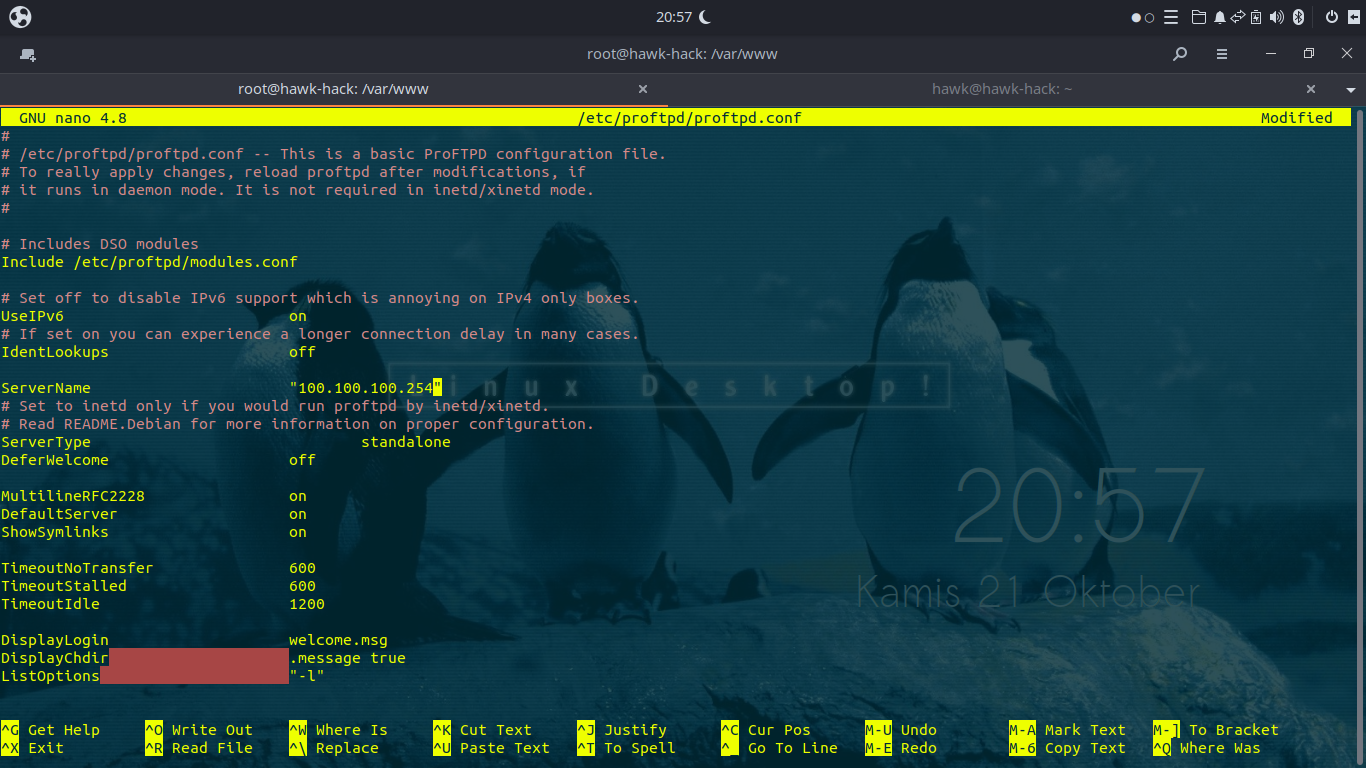 20:57
root@hawk-hack: /var/www
root@hawk-hack: /var/www × hawk@hawk-hack: ~ ×
GNU nano 4.8 /etc/proftpd/proftpd.conf Modified
#
# /etc/proftpd/proftpd.conf -- This is a basic ProFTPD configuration file.
# To really apply changes, reload proftpd after modifications, if
# it runs in daemon mode. It is not required in inetd/xinetd mode.
#
# Includes DSO modules
Include /etc/proftpd/modules.conf
# Set off to disable IPv6 support which is annoying on IPv4 only boxes.
UseIPv6 on
# If set on you can experience a longer connection delay in many cases.
IdentLookups off
ServerName "100.100.100.254"
Linux Desktop!
# Set to inetd only if you would run proftpd by inetd/xinetd.
# Read README.Debian for more information on proper configuration.
ServerType standalone
DeferWelcome off
MultilineRFC2228 on
DefaultServer on
ShowSymlinks on
20:57
TimeoutNoTransfer 600
TimeoutStalled 600
TimeoutIdle 1200
Kamis 21 Oktober
DisplayLogin welcome.msg
DisplayChdir .message true
ListOptions "-l"
^G Get Help ^O Write Out ^W Where Is ^K Cut Text ^J Justify ^C Cur Pos M-U Undo M-A Mark Text M-] To Bracket
^X Exit ^R Read File ^\ Replace ^U Paste Text ^T To Spell ^_ Go To Line M-E Redo M-6 Copy Text ^Q Where Was